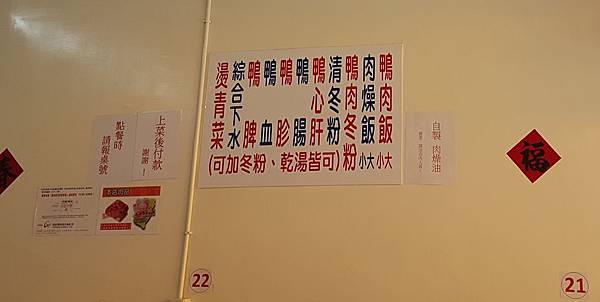 鴨肉飯 小大
肉燥飯 小大
鴨肉冬粉
清冬粉
鴨心肝
鴨腸
鴨胗
鴨血
鴨脾
綜合下水
燙青菜
(可加冬粉、乾湯皆可)
自製 肉燥油
上菜後付款
謝謝！
點餐時
請報桌號
春
福
22
21